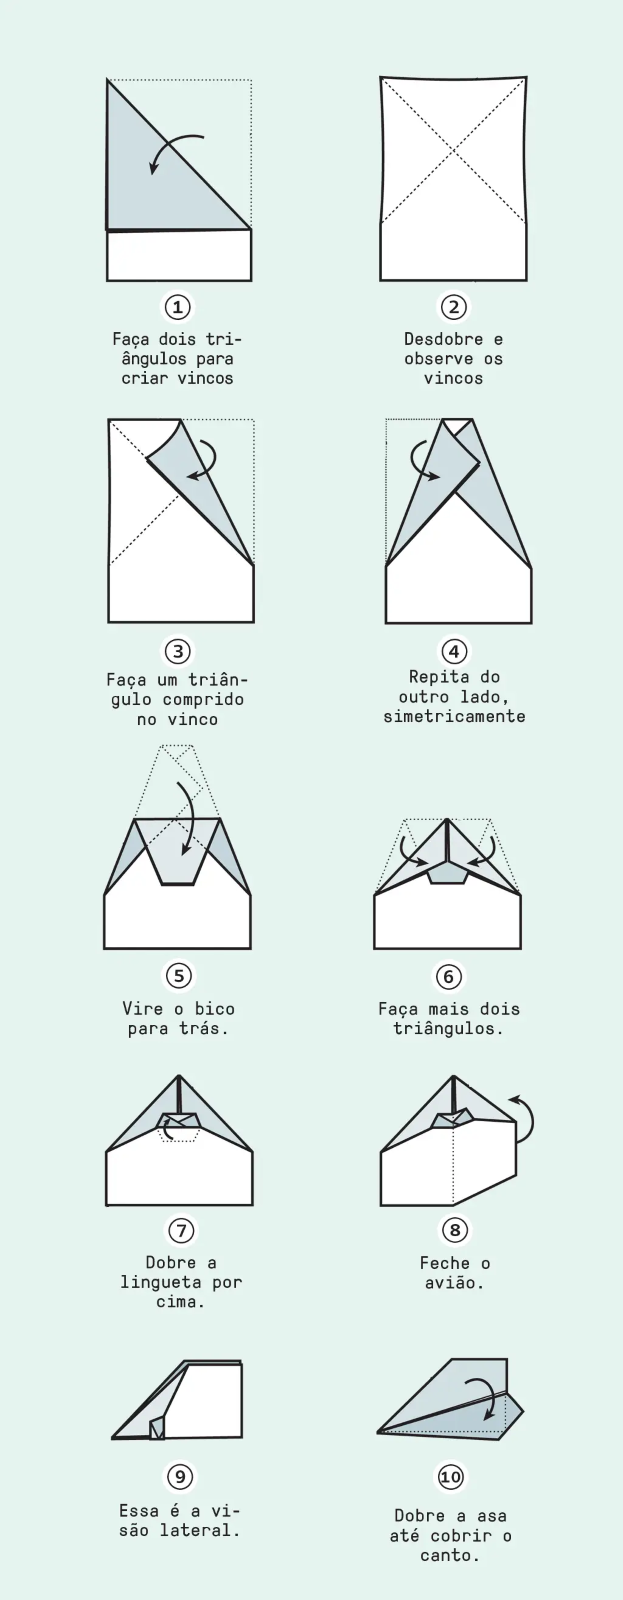 1
Faça dois tri-
ângulos para
criar vincos
2
Desdobre e
observe os
vincos
3
Faça um triân-
gulo comprido
no vinco
4
Repita do
outro lado,
simetricamente
5
Vire o bico
para trás.
6
Faça mais dois
triângulos.
7
Dobre a
lingueta por
cima.
8
Feche o
avião.
9
Essa é a vi-
são lateral.
10
Dobre a asa
até cobrir o
canto.